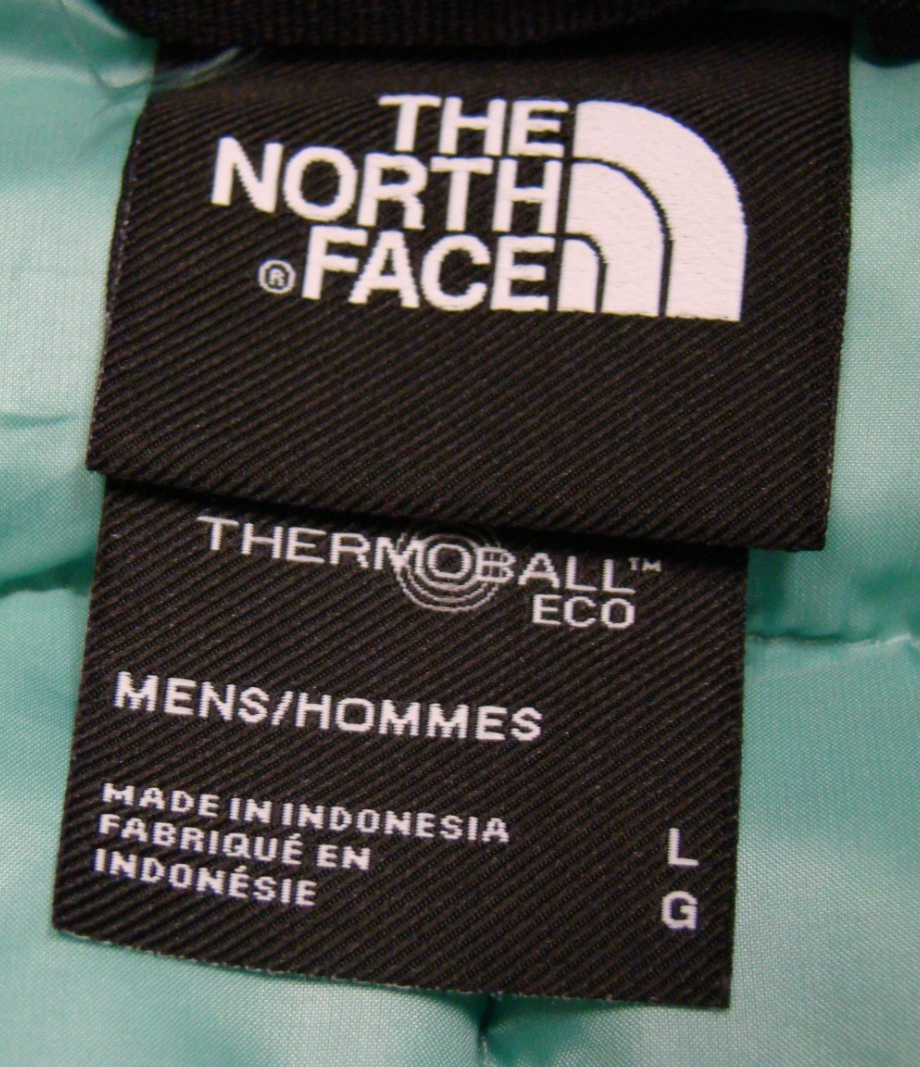 THE
NORTH
®FACE
THERMOBALL™
ECO
MENS/HOMMES
MADE IN INDONESIA
FABRIQUÉ EN
INDONÉSIE
L
G